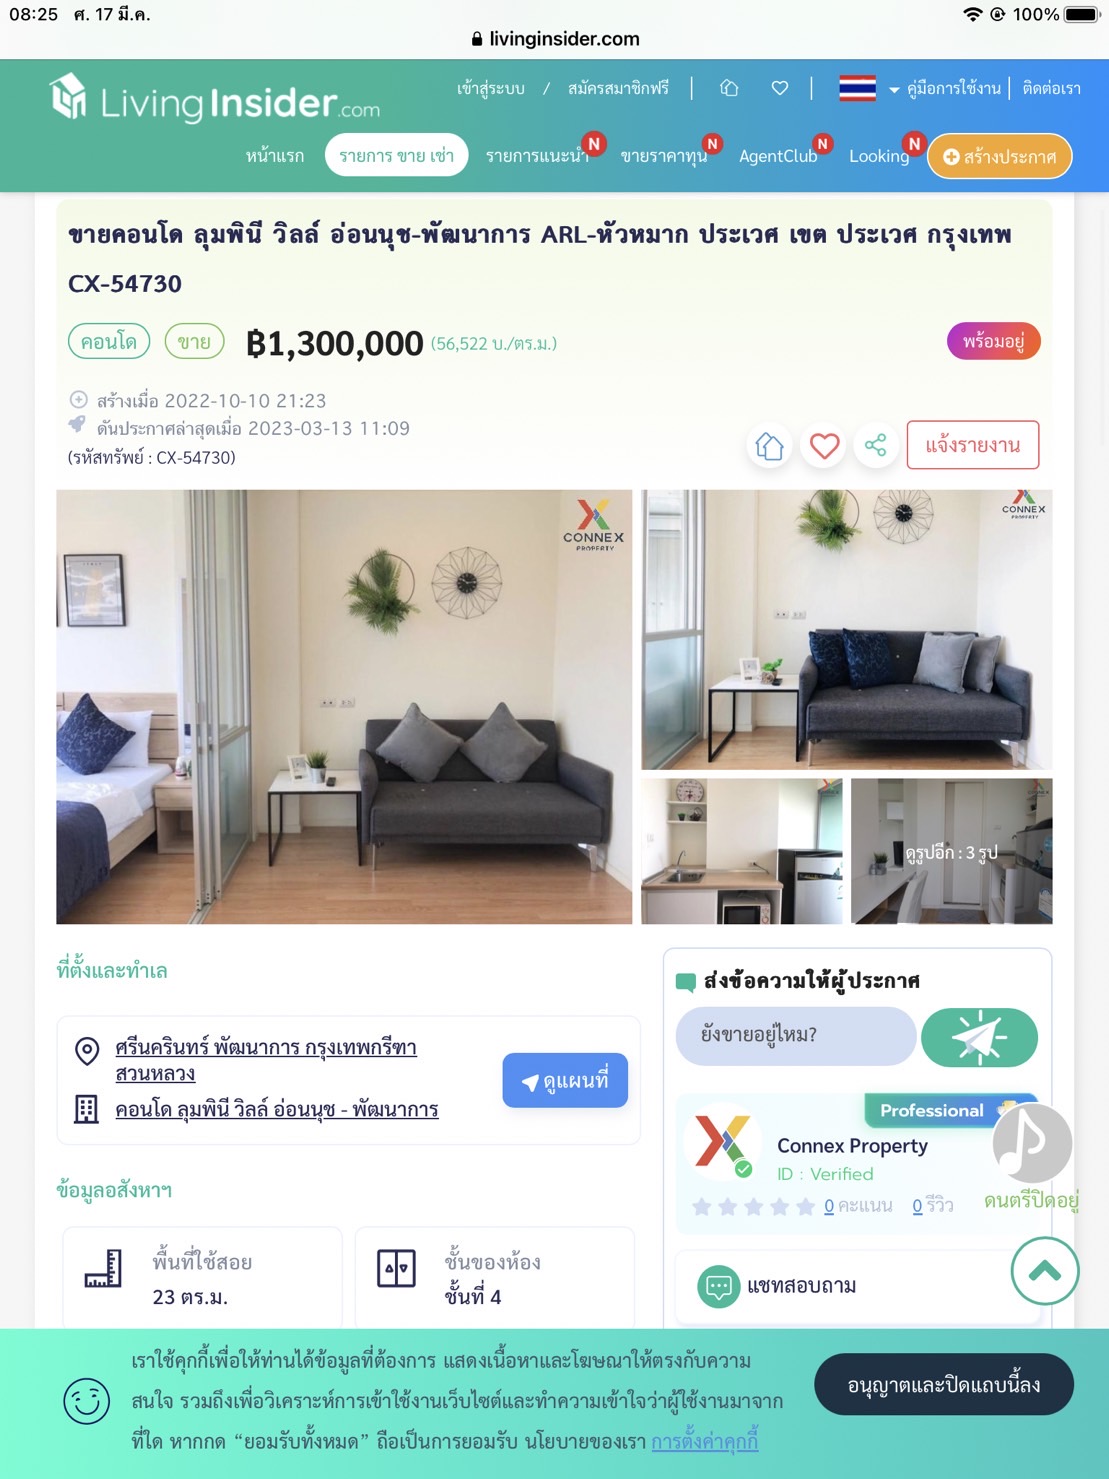 08:25 ศ. 17 มี.ค.
100%
livinginsider.com
LivingInsider.com
เข้าสู่ระบบ / สมัครสมาชิกฟรี
คู่มือการใช้งาน
ติดต่อเรา
หน้าแรก
รายการ ขาย เช่า
รายการแนะนำ N
ขายราคาทุน N
AgentClub N
Looking N
สร้างประกาศ
ขายคอนโด ลุมพินี วิลล์ อ่อนนุช-พัฒนาการ ARL-หัวหมาก ประเวศ เขต ประเวศ กรุงเทพ
CX-54730
คอนโด
ขาย
฿1,300,000 (56,522 บ./ตร.ม.)
พร้อมอยู่
สร้างเมื่อ 2022-10-10 21:23
ดันประกาศล่าสุดเมื่อ 2023-03-13 11:09
(รหัสทรัพย์ : CX-54730)
แจ้งรายงาน
CONNEX
PROPERTY
CONNEX
PROPERTY
ดูรูปอีก : 3 รูป
ที่ตั้งและทำเล
ศรีนครินทร์ พัฒนาการ กรุงเทพกรีฑา
สวนหลวง
คอนโด ลุมพินี วิลล์ อ่อนนุช - พัฒนาการ
ดูแผนที่
ส่งข้อความให้ผู้ประกาศ
ยังขายอยู่ไหม?
Professional
Connex Property
ID : Verified
0 คะแนน 0 รีวิว
ดนตรีปิดอยู่
แชทสอบถาม
ข้อมูลอสังหาฯ
พื้นที่ใช้สอย
23 ตร.ม.
ชั้นของห้อง
ชั้นที่ 4
เราใช้คุกกี้เพื่อให้ท่านได้ข้อมูลที่ต้องการ แสดงเนื้อหาและโฆษณาให้ตรงกับความ
สนใจ รวมถึงเพื่อวิเคราะห์การเข้าใช้งานเว็บไซต์และทำความเข้าใจว่าผู้ใช้งานมาจาก
ที่ใด หากกด “ยอมรับทั้งหมด” ถือเป็นการยอมรับ นโยบายของเรา การตั้งค่าคุกกี้
อนุญาตและปิดแถบนี้ลง